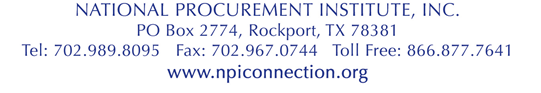 NATIONAL PROCUREMENT INSTITUTE, INC.
PO Box 2774, Rockport, TX 78381
Tel: 702.989.8095 Fax: 702.967.0744 Toll Free: 866.877.7641
www.npiconnection.org